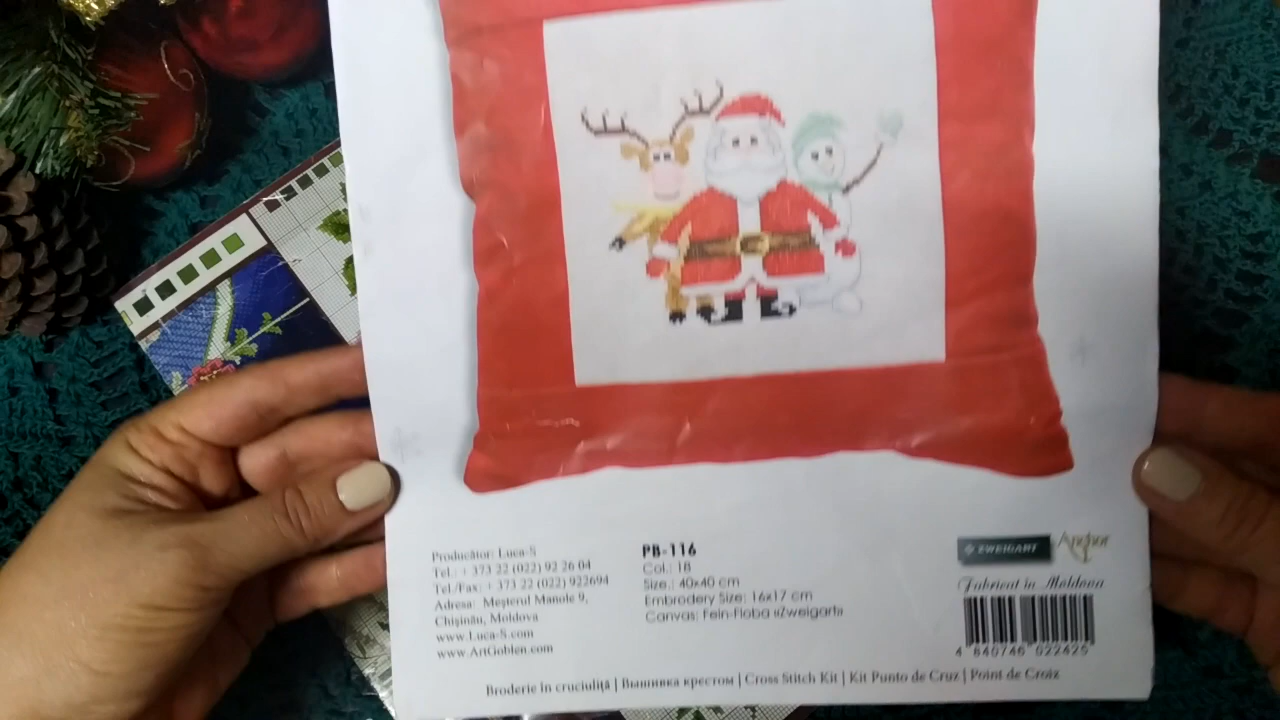 Producător: Luca-S
Tel.: + 373 22 (022) 92 26 04
Tel./Fax: + 373 22 (022) 922694
Adresa: Meșterul Manole 9,
Chișinău, Moldova
www.Luca-S.com
www.ArtGoblen.com
PB-116
Col.: 18
Size.: 40x40 cm
Embrodery Size: 16x17 cm
Canvas: Fein-Floba «Zweigart»
ZWEIGART
Anchor
Fabricat in Moldova
4 840746 022425
Broderie în cruciuliță | Вышивка крестом | Cross Stitch Kit | Kit Punto de Cruz | Point de Croix